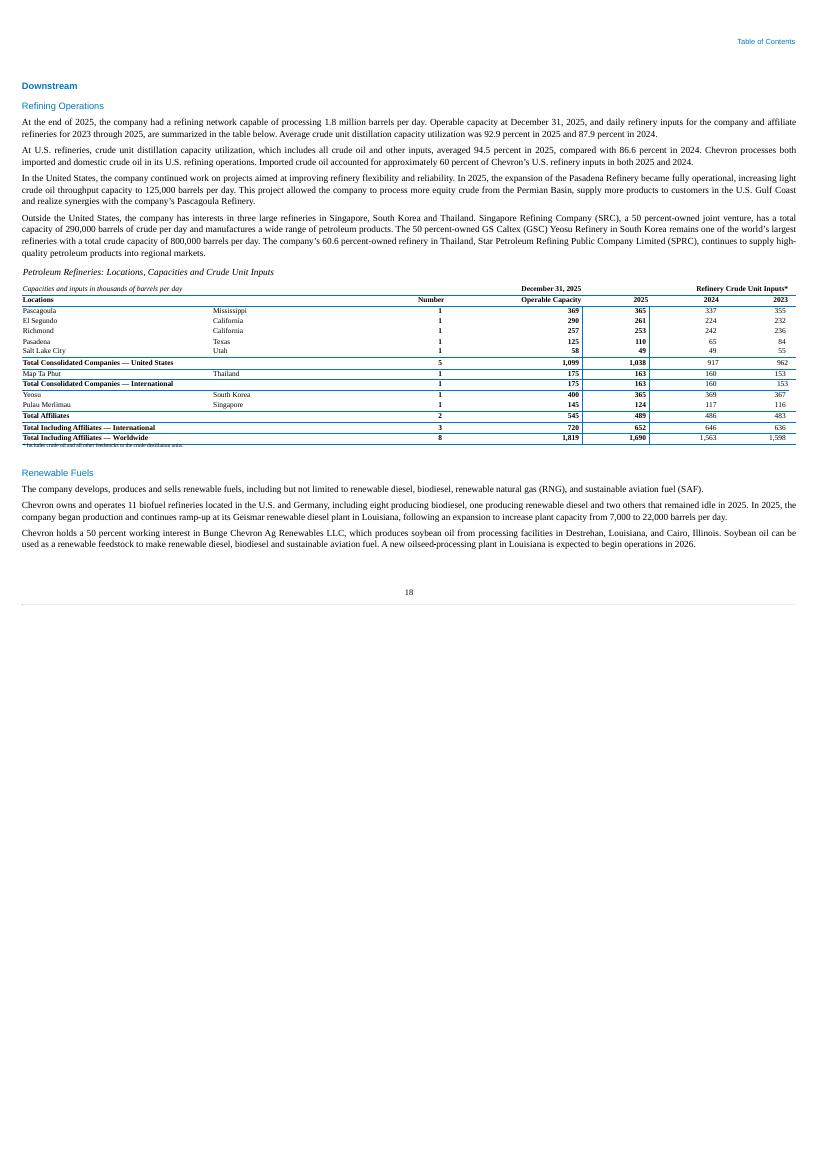 Table of Contents
Downstream
Refining Operations
At the end of 2025, the company had a refining network capable of processing 1.8 million barrels per day. Operable capacity at December 31, 2025, and daily refinery inputs for the company and affiliate
refineries for 2023 through 2025, are summarized in the table below. Average crude unit distillation capacity utilization was 92.9 percent in 2025 and 87.9 percent in 2024.
At U.S. refineries, crude unit distillation capacity utilization, which includes all crude oil and other inputs, averaged 94.5 percent in 2025, compared with 86.6 percent in 2024. Chevron processes both
imported and domestic crude oil in its U.S. refining operations. Imported crude oil accounted for approximately 60 percent of Chevron's U.S. refinery inputs in both 2025 and 2024.
In the United States, the company continued work on projects aimed at improving refinery flexibility and reliability. In 2025, the expansion of the Pasadena Refinery became fully operational, increasing light
crude oil throughput capacity to 125,000 barrels per day. This project allowed the company to process more equity crude from the Permian Basin, supply more products to customers in the U.S. Gulf Coast
and realize synergies with the company's Pascagoula Refinery.
Outside the United States, the company has interests in three large refineries in Singapore, South Korea and Thailand. Singapore Refining Company (SRC), a 50 percent-owned joint venture, has a total
capacity of 290,000 barrels of crude per day and manufactures a wide range of petroleum products. The 50 percent-owned GS Caltex (GSC) Yeosu Refinery in South Korea remains one of the world's largest
refineries with a total crude capacity of 800,000 barrels per day. The company's 60.6 percent-owned refinery in Thailand, Star Petroleum Refining Public Company Limited (SPRC), continues to supply high-
quality petroleum products into regional markets.
Petroleum Refineries: Locations, Capacities and Crude Unit Inputs
Capacities and inputs in thousands of barrels per day December 31, 2025 Refinery Crude Unit Inputs*
Locations Number Operable Capacity 2025 2024 2023
Pascagoula Mississippi 1 369 365 337 355
El Segundo California 1 290 261 224 232
Richmond California 1 257 253 242 236
Pasadena Texas 1 125 110 65 84
Salt Lake City Utah 1 58 49 49 55
Total Consolidated Companies — United States 5 1,099 1,038 917 962
Map Ta Phut Thailand 1 175 163 160 153
Total Consolidated Companies — International 1 175 163 160 153
Yeosu South Korea 1 400 365 369 367
Pulau Merlimau Singapore 1 145 124 117 116
Total Affiliates 2 545 489 486 483
Total Including Affiliates — International 3 720 652 646 636
Total Including Affiliates — Worldwide 8 1,819 1,690 1,563 1,598
* Includes crude oil and all other feedstocks to the crude distillation units.
Renewable Fuels
The company develops, produces and sells renewable fuels, including but not limited to renewable diesel, biodiesel, renewable natural gas (RNG), and sustainable aviation fuel (SAF).
Chevron owns and operates 11 biofuel refineries located in the U.S. and Germany, including eight producing biodiesel, one producing renewable diesel and two others that remained idle in 2025. In 2025, the
company began production and continues ramp-up at its Geismar renewable diesel plant in Louisiana, following an expansion to increase plant capacity from 7,000 to 22,000 barrels per day.
Chevron holds a 50 percent working interest in Bunge Chevron Ag Renewables LLC, which produces soybean oil from processing facilities in Destrehan, Louisiana, and Cairo, Illinois. Soybean oil can be
used as a renewable feedstock to make renewable diesel, biodiesel and sustainable aviation fuel. A new oilseed-processing plant in Louisiana is expected to begin operations in 2026.
18